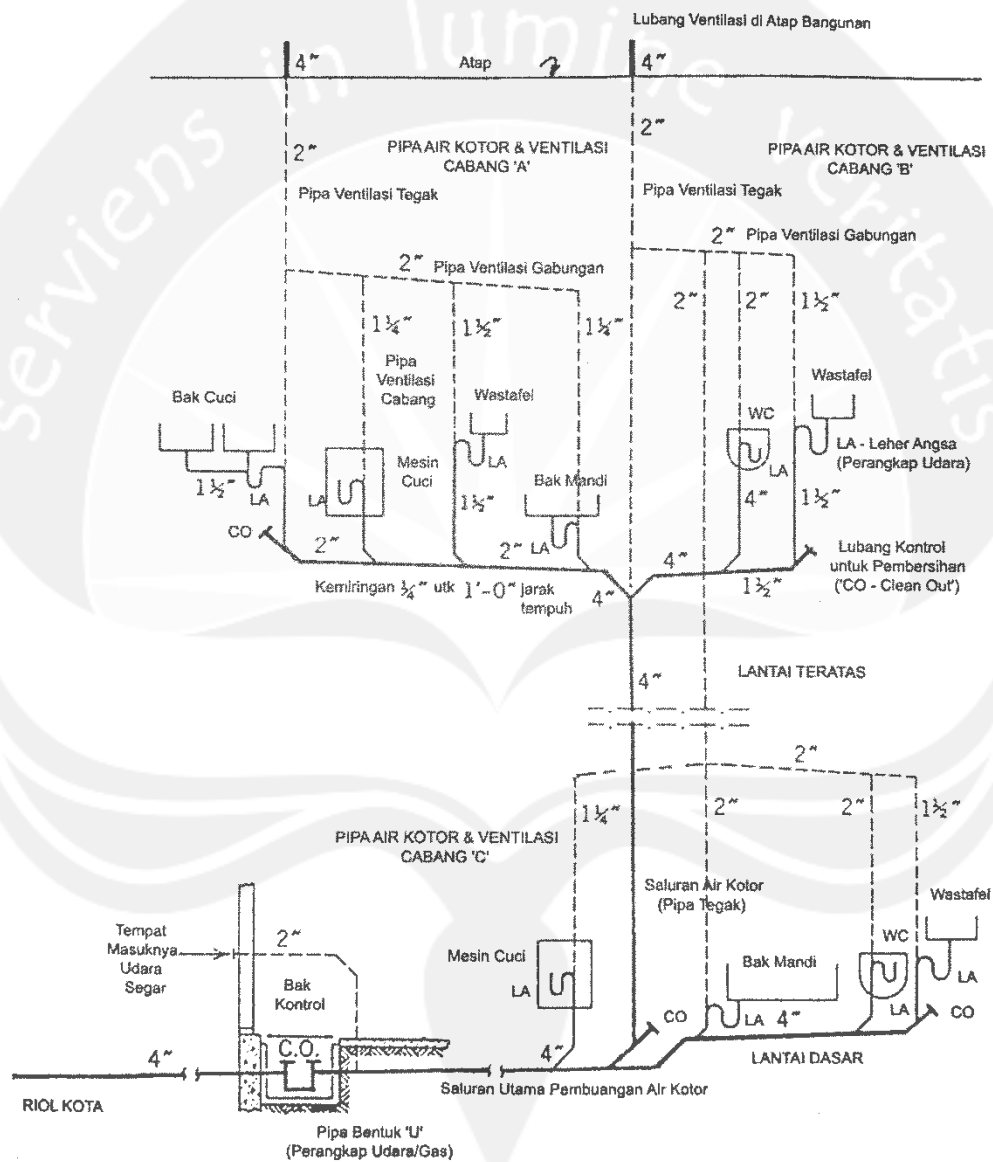 serviens in lumine veritatis
Lubang Ventilasi di Atap Bangunan
4"
Atap
4"
2"
PIPA AIR KOTOR & VENTILASI
CABANG 'A'
2"
PIPA AIR KOTOR & VENTILASI
CABANG 'B'
Pipa Ventilasi Tegak
Pipa Ventilasi Tegak
2"
Pipa Ventilasi Gabungan
2"
Pipa Ventilasi Gabungan
1¼"
1½"
1¼"
2"
2"
1½"
Pipa
Ventilasi
Cabang
Bak Cuci
Wastafel
Wastafel
WC
Mesin
Cuci
LA
LA
LA
LA - Leher Angsa
(Perangkap Udara)
1½"
LA
Bak Mandi
1½"
4"
1½"
CO
2"
2"
LA
4"
Lubang Kontrol
untuk Pembersihan
('CO - Clean Out')
1½"
Kemiringan ¼" utk 1'-0" jarak
tempuh
4"
4"
LANTAI TERATAS
2"
1¼"
2"
2"
1½"
PIPA AIR KOTOR & VENTILASI
CABANG 'C'
Saluran Air Kotor
(Pipa Tegak)
Wastafel
Tempat
Masuknya
Udara
Segar
2"
Bak
Kontrol
Mesin Cuci
LA
Bak Mandi
WC
LA
CO
LA
4"
LA
CO
C.O.
4"
4"
LANTAI DASAR
RIOL KOTA
Saluran Utama Pembuangan Air Kotor
Pipa Bentuk 'U'
(Perangkap Udara/Gas)